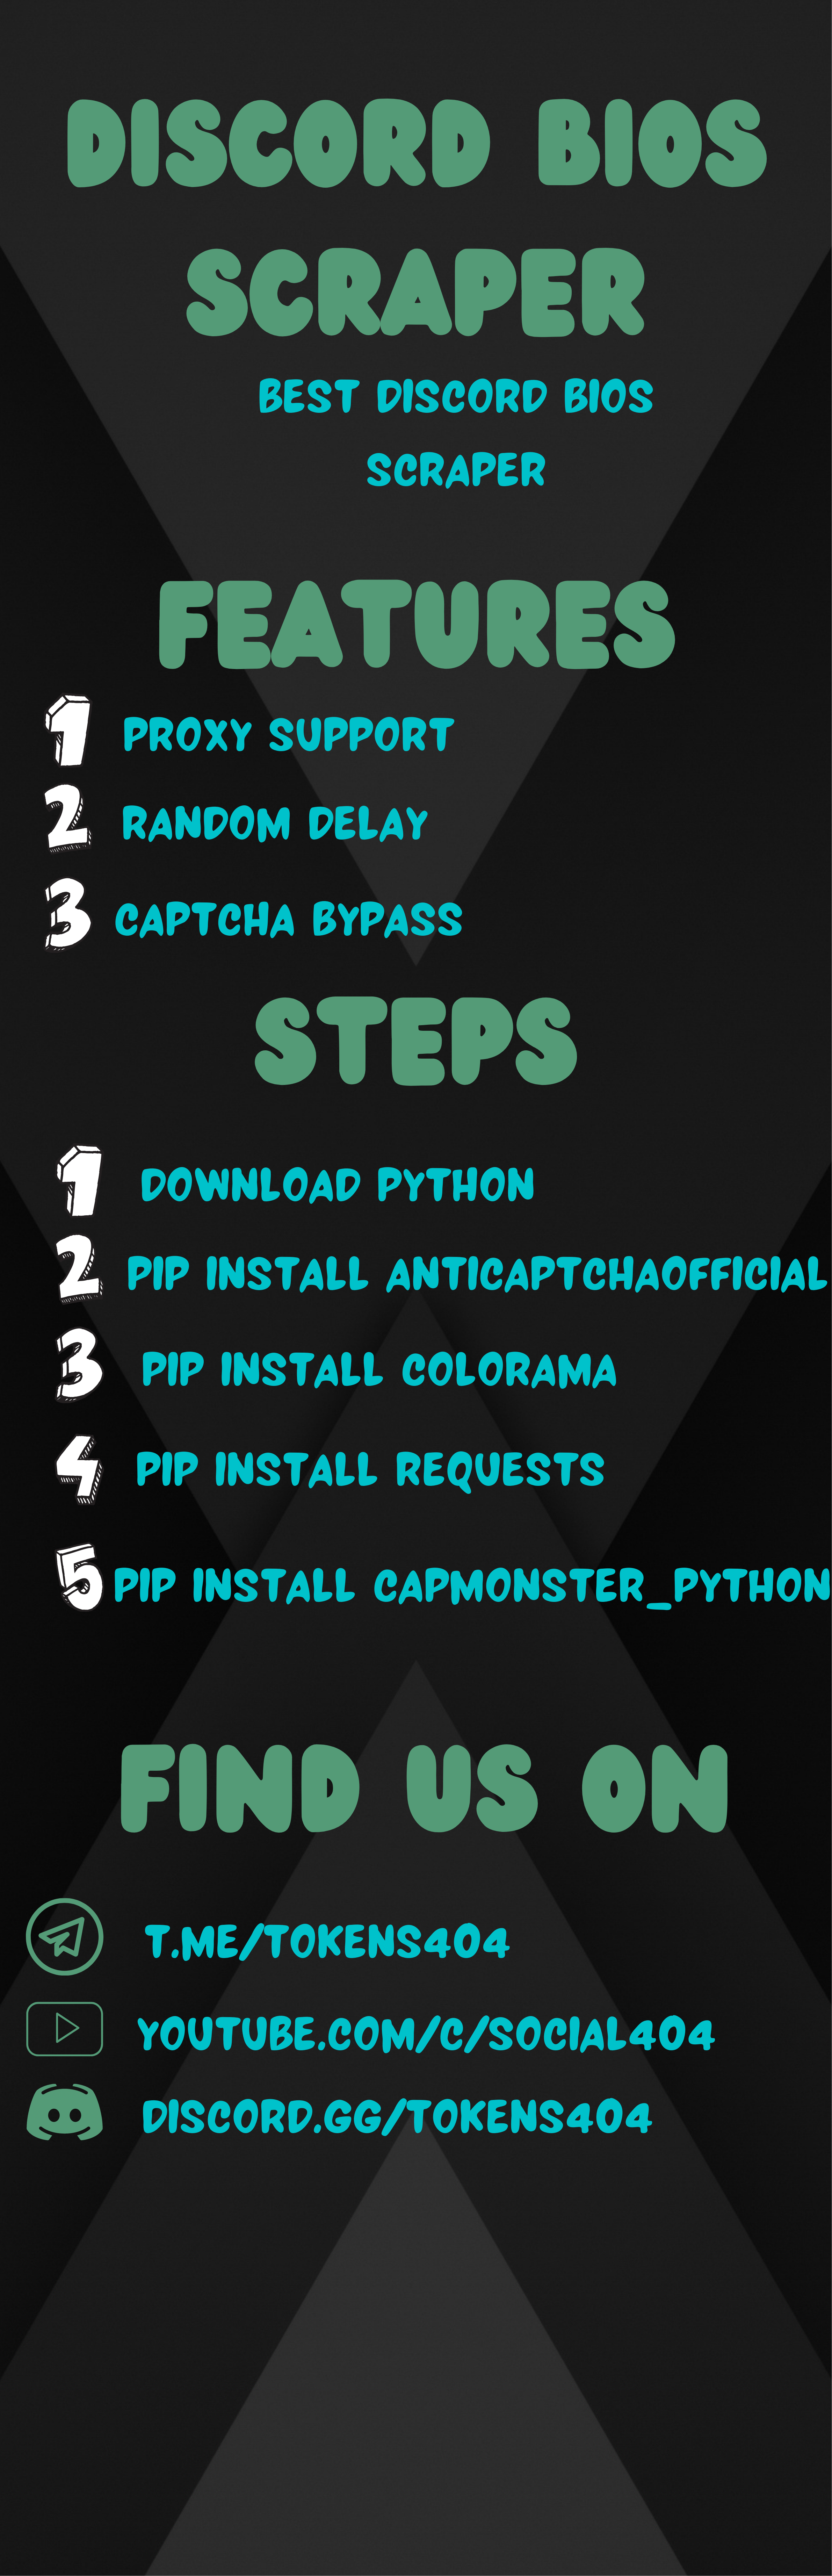 DISCORD BIOS
SCRAPER
BEST DISCORD BIOS
SCRAPER
FEATURES
1 PROXY SUPPORT
2 RANDOM DELAY
3 CAPTCHA BYPASS
STEPS
1 DOWNLOAD PYTHON
2 PIP INSTALL ANTICAPTCHAOFFICIAL
3 PIP INSTALL COLORAMA
4 PIP INSTALL REQUESTS
5 PIP INSTALL CAPMONSTER_PYTHON
FIND US ON
T.ME/TOKENS404
YOUTUBE.COM/C/SOCIAL404
DISCORD.GG/TOKENS404